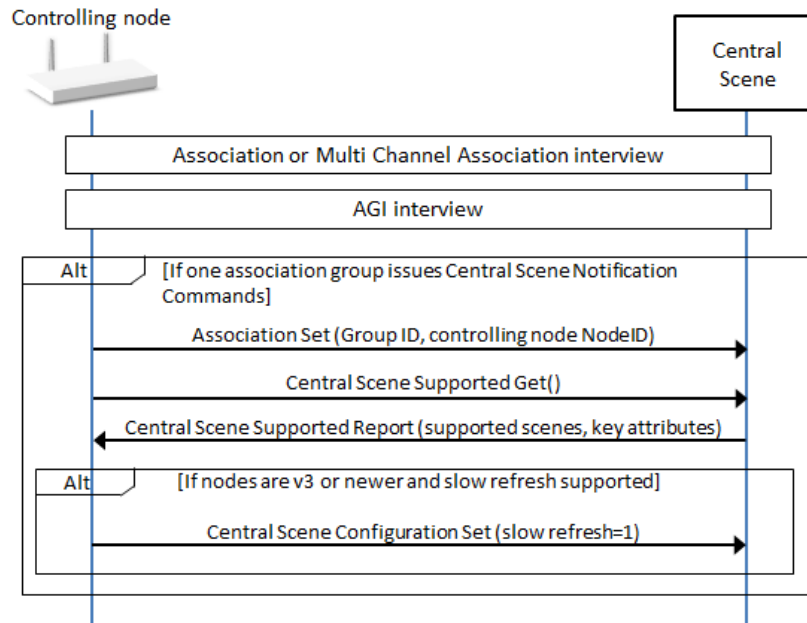 Controlling node
Central
Scene
Association or Multi Channel Association interview
AGI interview
Alt
[If one association group issues Central Scene Notification
Commands]
Association Set (Group ID, controlling node NodeID)
Central Scene Supported Get()
Central Scene Supported Report (supported scenes, key attributes)
Alt
[If nodes are v3 or newer and slow refresh supported]
Central Scene Configuration Set (slow refresh=1)